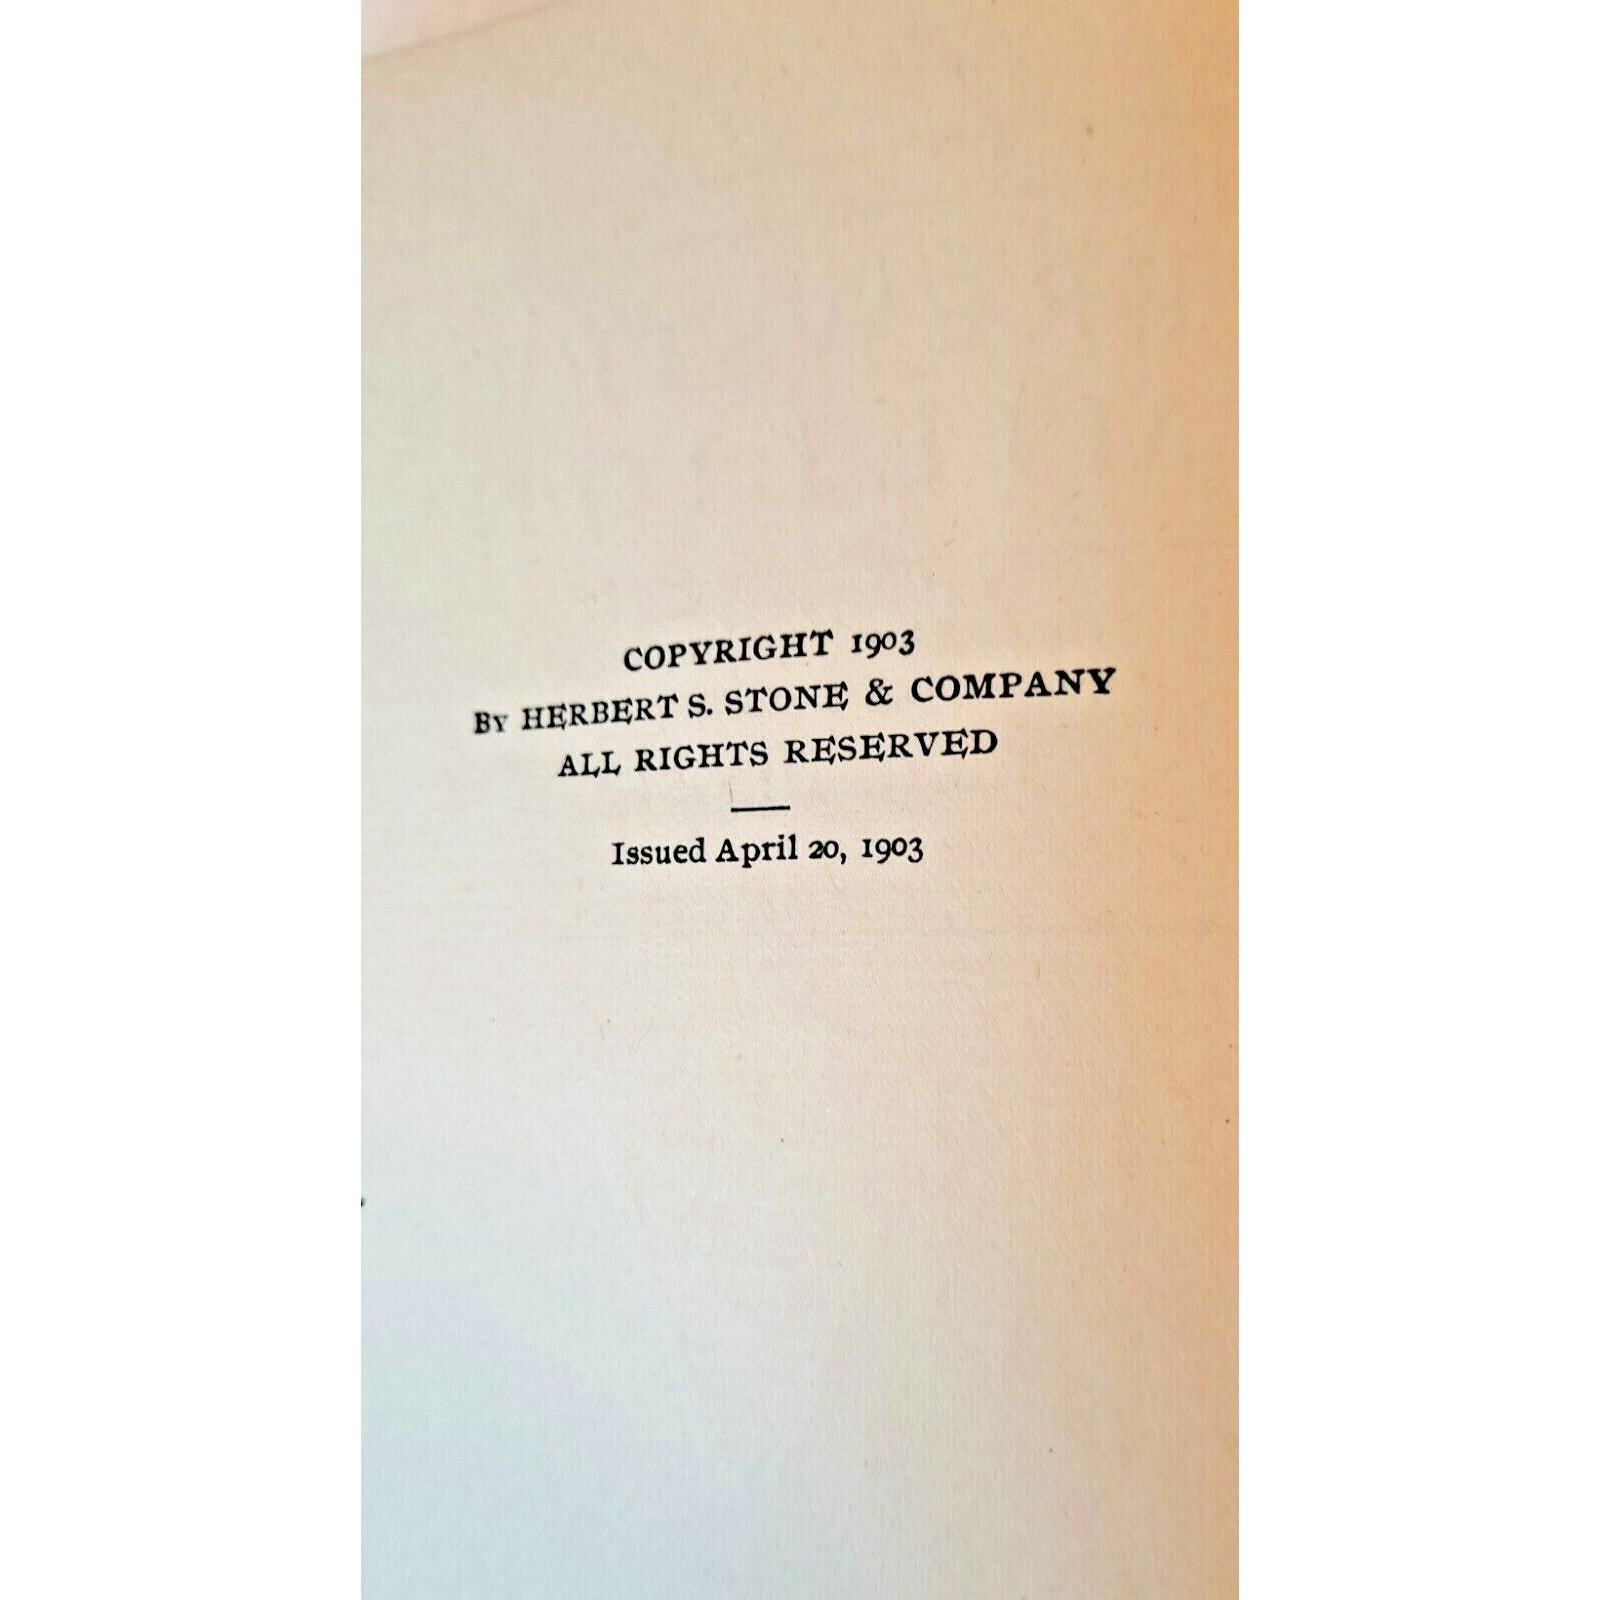 COPYRIGHT 1903
By HERBERT S. STONE & COMPANY
ALL RIGHTS RESERVED
Issued April 20, 1903